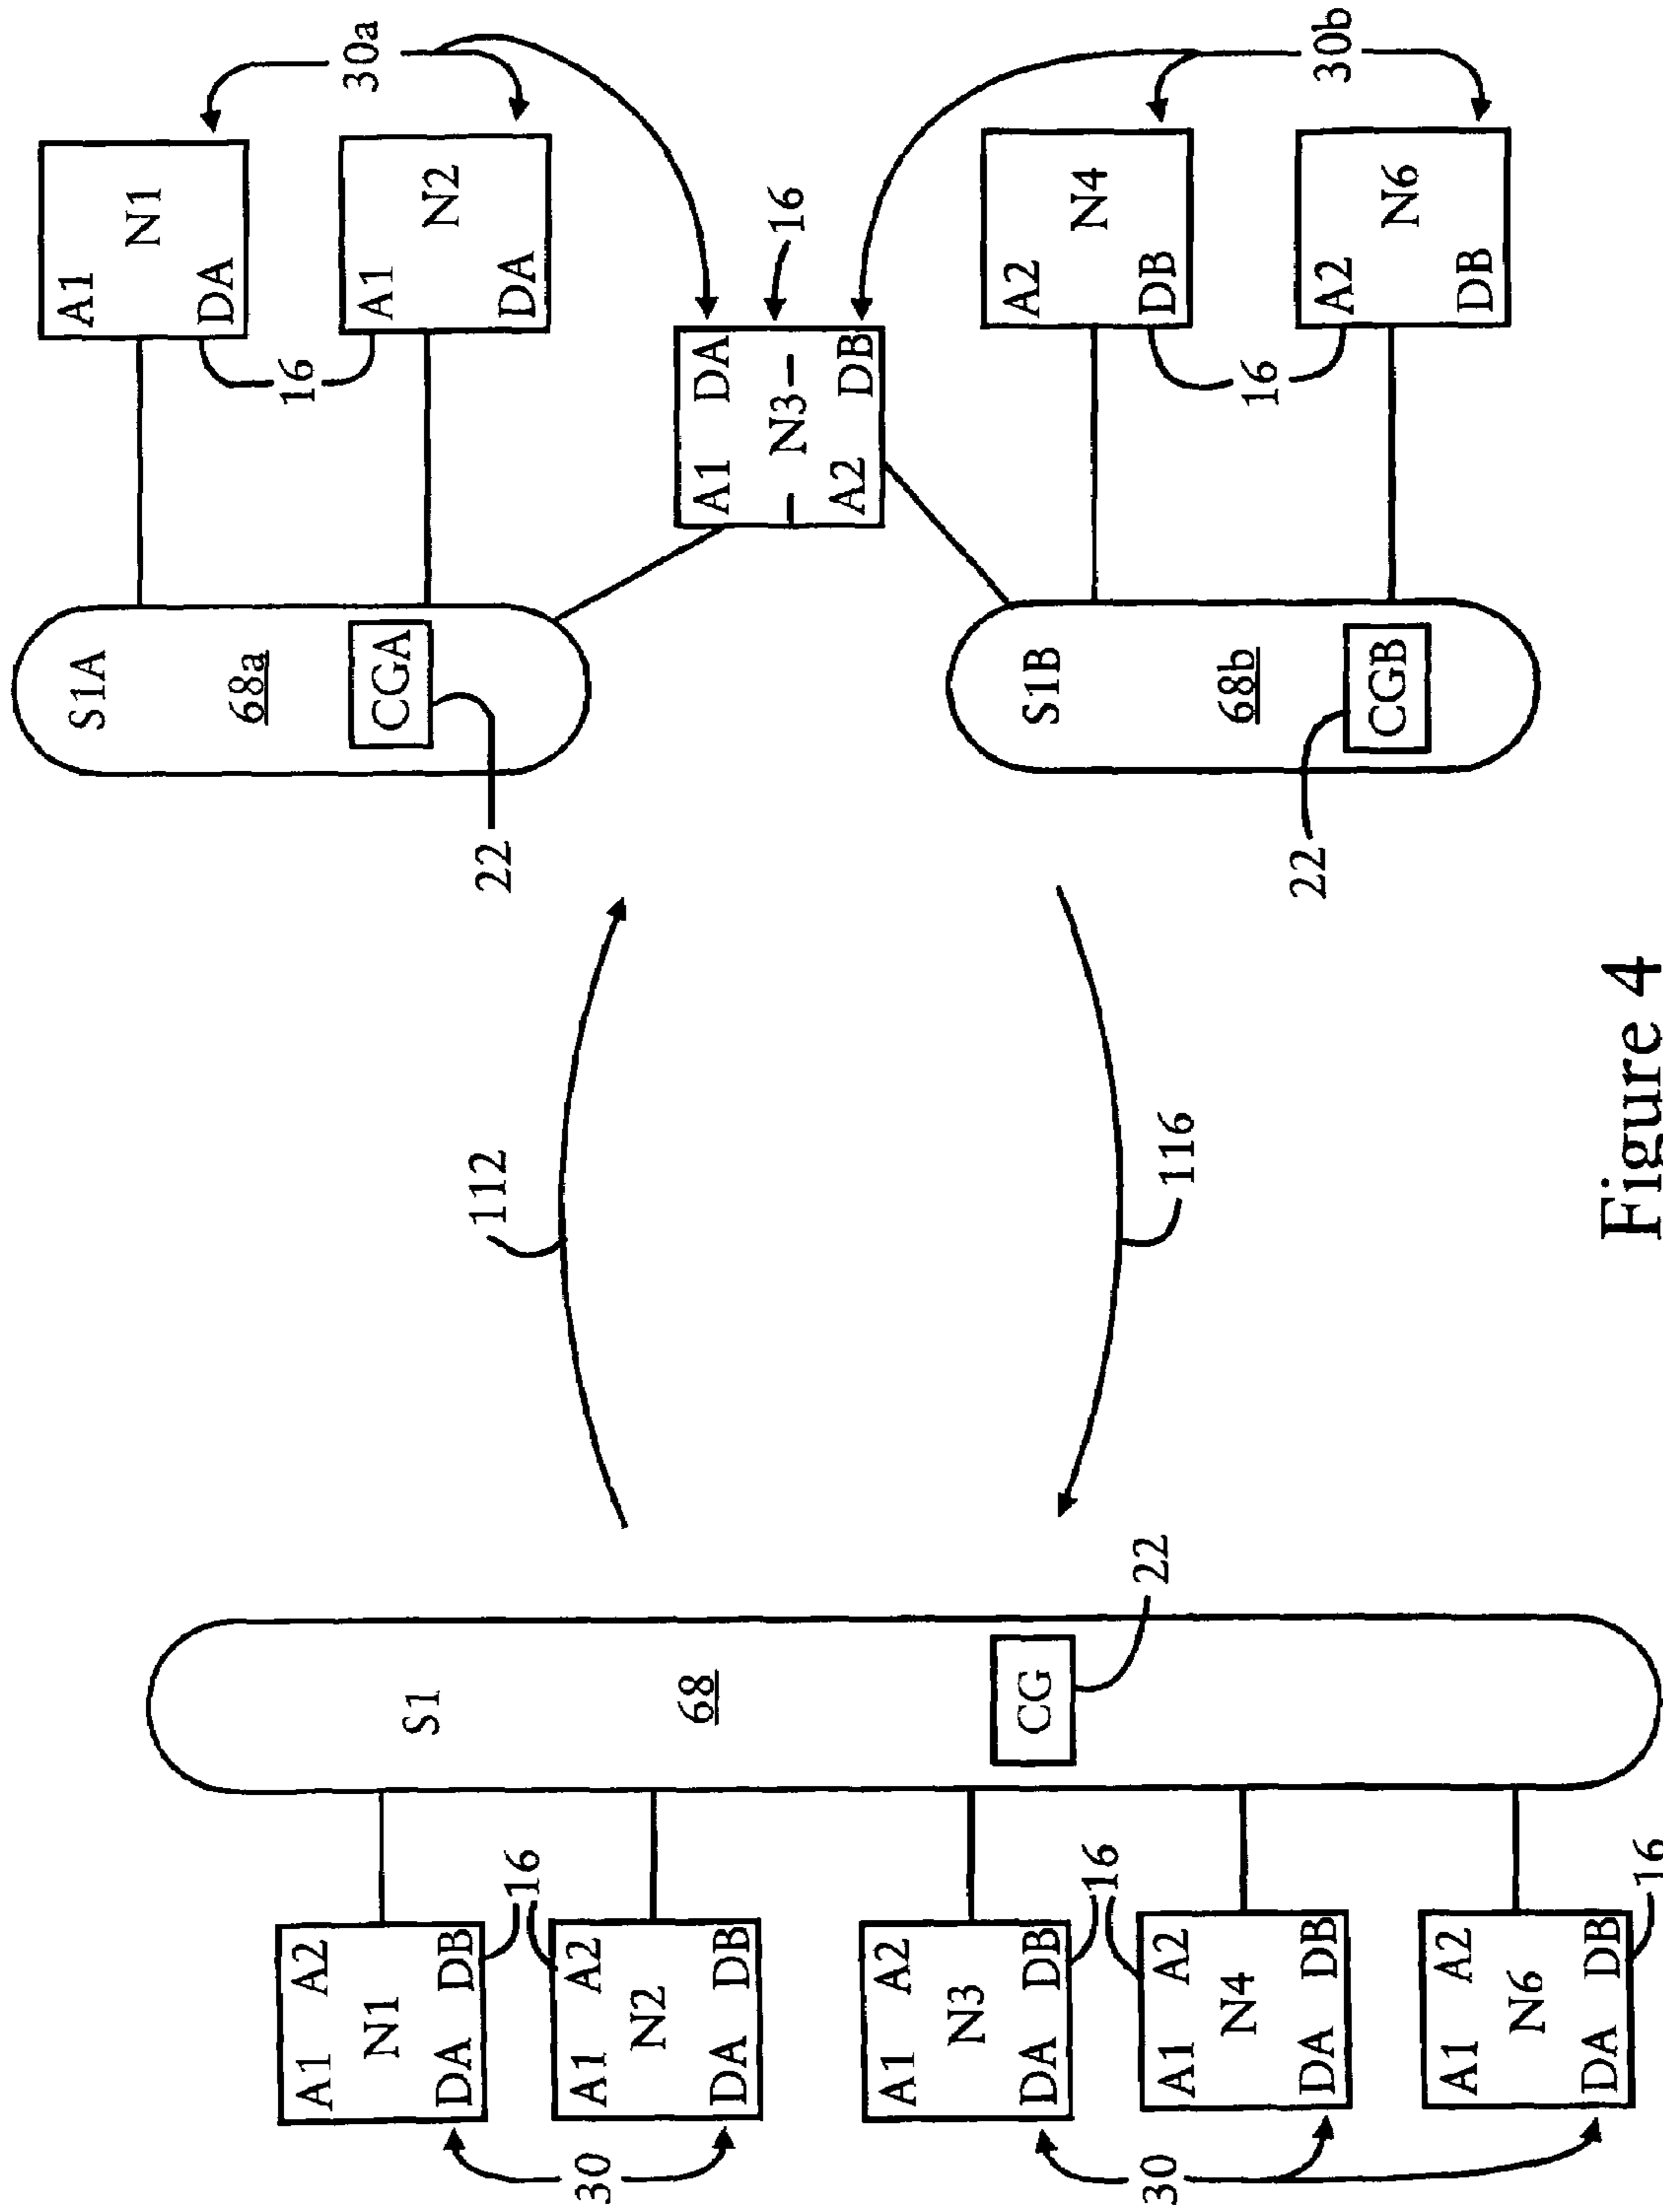 A1 A2
N1
DA DB
16
30
A1 A2
N2
DA DB
A1 A2
N3
DA DB
16
30
A1 A2
N4
DA DB
A1 A2
N6
DA DB
16
S1
68
CG
22
112
116
S1A
68a
CGA
22
S1B
68b
CGB
22
A1
N1
DA
16
30a
A1
N2
DA
A1 DA
N3
A2 DB
16
A2
N4
DB
16
30b
A2
N6
DB
Figure 4